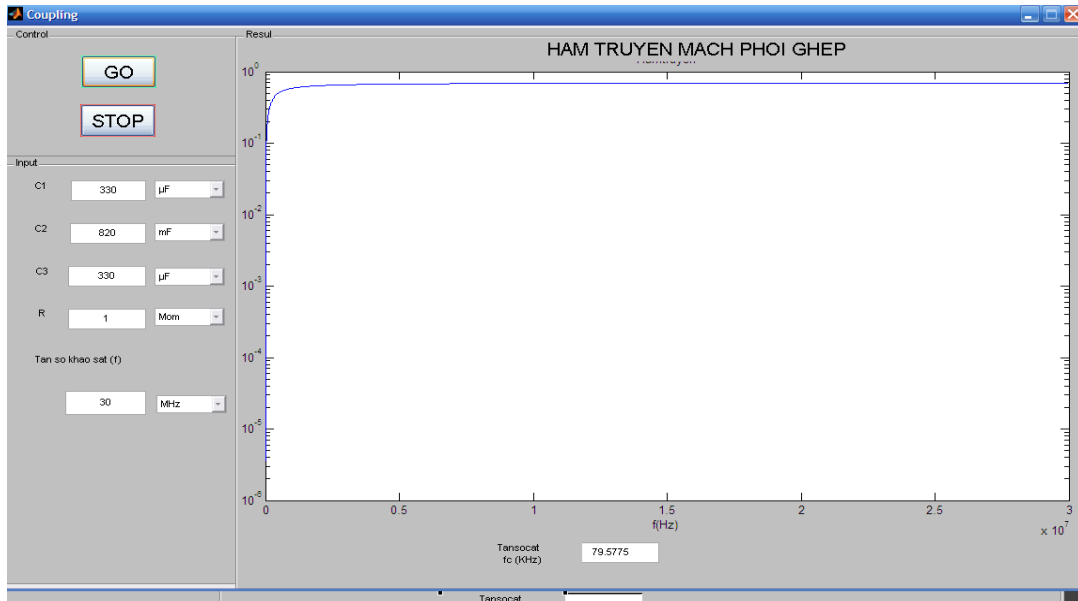 Coupling
Control
GO
STOP
Input
C1 330 µF
C2 820 mF
C3 330 µF
R 1 Mom
Tan so khao sat (f)
30 MHz
Resul
HAM TRUYEN MACH PHOI GHEP
10^0
10^-1
10^-2
10^-3
10^-4
10^-5
0 0.5 1 1.5 2 2.5 3
f(Hz)
x 10^7
Tansocat
fc (KHz)
79.5775
Tansocat